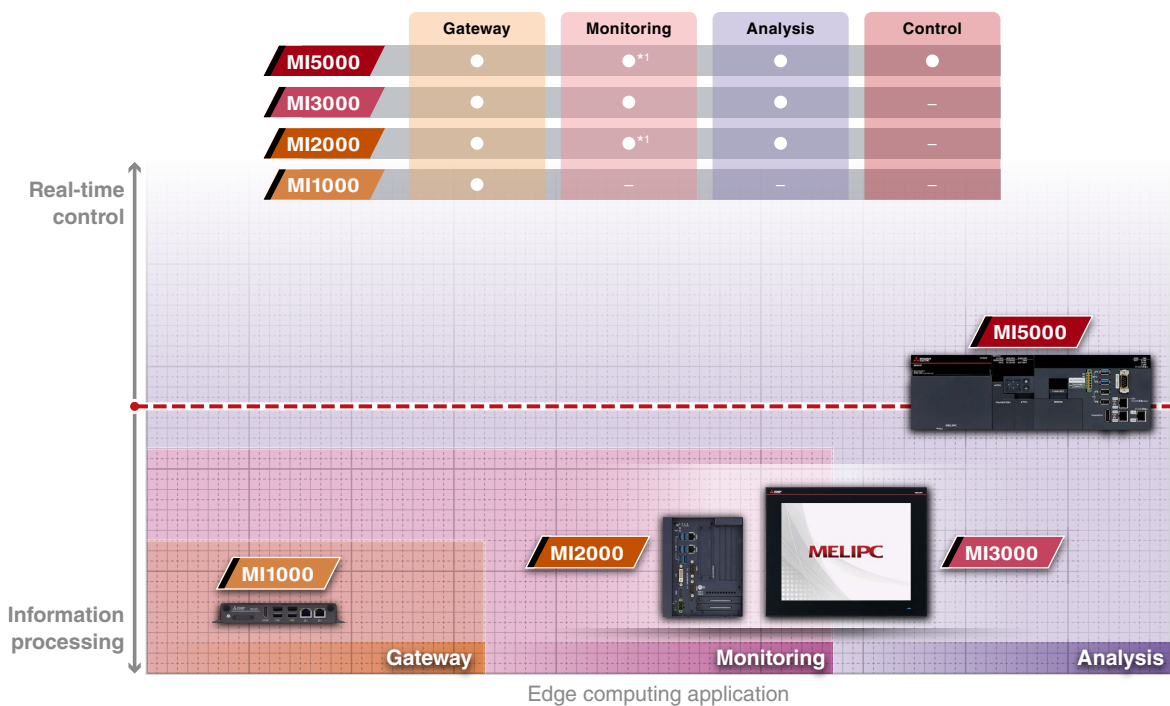 Gateway Monitoring Analysis Control
MI5000 ● ●*1 ● ●
MI3000 ● ● ● –
MI2000 ● ●*1 ● –
MI1000 ● – – –
Real-time
control
MI5000
MELIPC
MI2000
MELIPC
MI3000
MI1000
Information
processing
Gateway Monitoring Analysis
Edge computing application